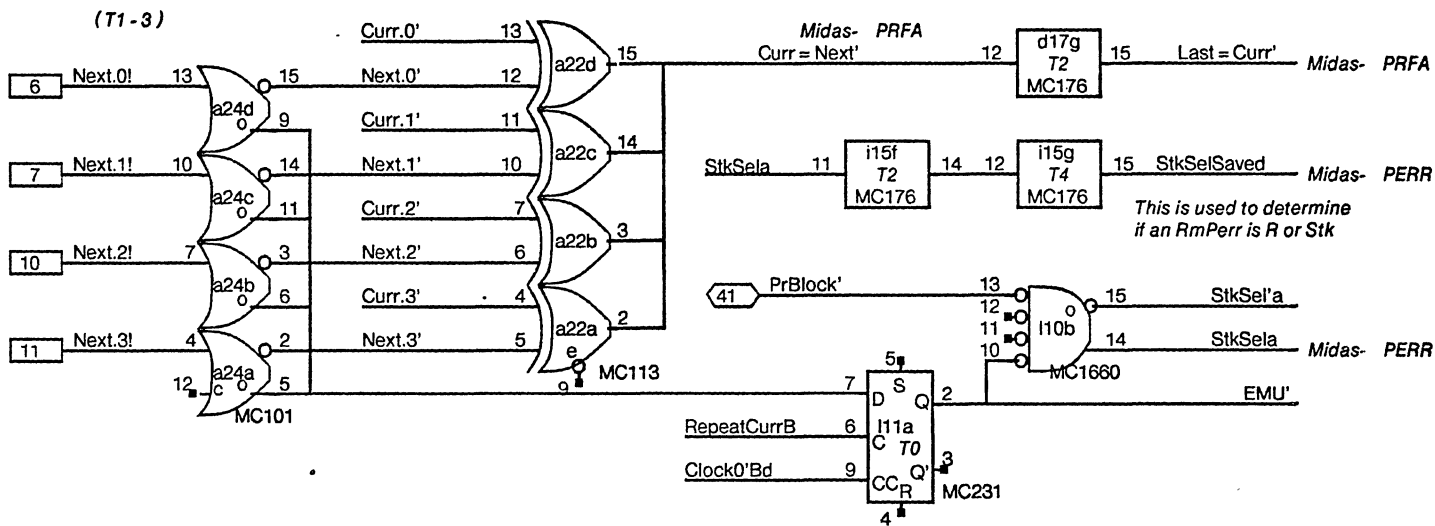 (T1-3)
Curr.0' 13
Midas- PRFA
d17g
15
a22d
Curr = Next'
12
T2
15
Last = Curr'
Midas- PRFA
6
Next.0!
13
15
Next.0'
12
MC176
a24d
o
9
Curr.1'
11
14
a22c
i15f
i15g
7
Next.1!
10
14
Next.1'
10
StkSela
11
T2
14
12
T4
15
StkSelSaved
Midas- PERR
a24c
o
11
Curr.2'
7
MC176
MC176
This is used to determine
if an RmPerr is R or Stk
3
a22b
10
Next.2!
7
3
Next.2'
6
a24b
o
6
Curr.3'
4
41
PrBlock'
13
o
15
StkSel'a
12
2
a22a
11
l10b
14
StkSela
Midas- PERR
11
Next.3!
4
2
Next.3'
5
10
e
MC113
5
MC1660
a24a
o
12
c
5
9
7
D
S
Q
2
EMU'
MC101
RepeatCurrB
6
C
l11a
T0
3
Clock0'Bd
9
CC
R
Q'
MC231
4